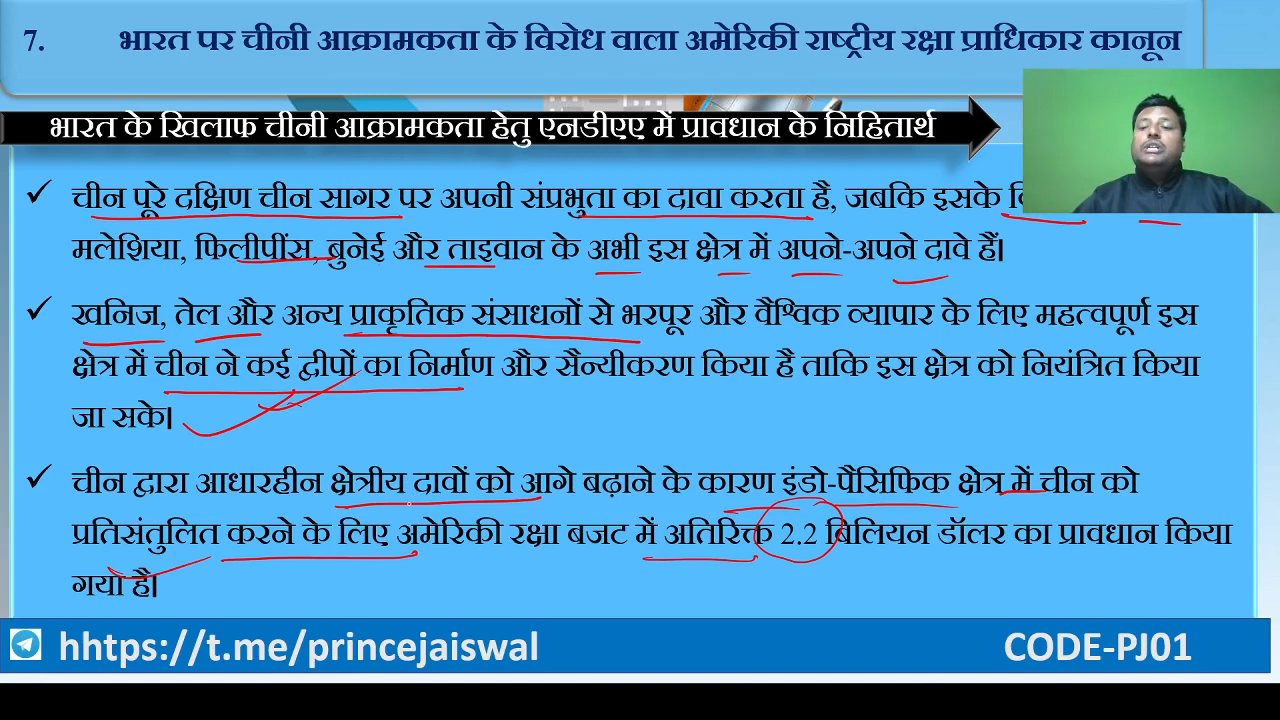 7. भारत पर चीनी आक्रामकता के विरोध वाला अमेरिकी राष्ट्रीय रक्षा प्राधिकार कानून
भारत के खिलाफ चीनी आक्रामकता हेतु एनडीएए में प्रावधान के निहितार्थ
✓ चीन पूरे दक्षिण चीन सागर पर अपनी संप्रभुता का दावा करता है, जबकि इसके
मलेशिया, फिलीपींस, बुनेई और ताइवान के अभी इस क्षेत्र में अपने-अपने दावे हैं।
✓ खनिज, तेल और अन्य प्राकृतिक संसाधनों से भरपूर और वैश्विक व्यापार के लिए महत्वपूर्ण इस
क्षेत्र में चीन ने कई द्वीपों का निर्माण और सैन्यीकरण किया है ताकि इस क्षेत्र को नियंत्रित किया
जा सके।
✓ चीन द्वारा आधारहीन क्षेत्रीय दावों को आगे बढ़ाने के कारण इंडो-पैसिफिक क्षेत्र में चीन को
प्रतिसंतुलित करने के लिए अमेरिकी रक्षा बजट में अतिरिक्त 2.2 बिलियन डॉलर का प्रावधान किया
गया है।
hhtps://t.me/princejaiswal CODE-PJ01